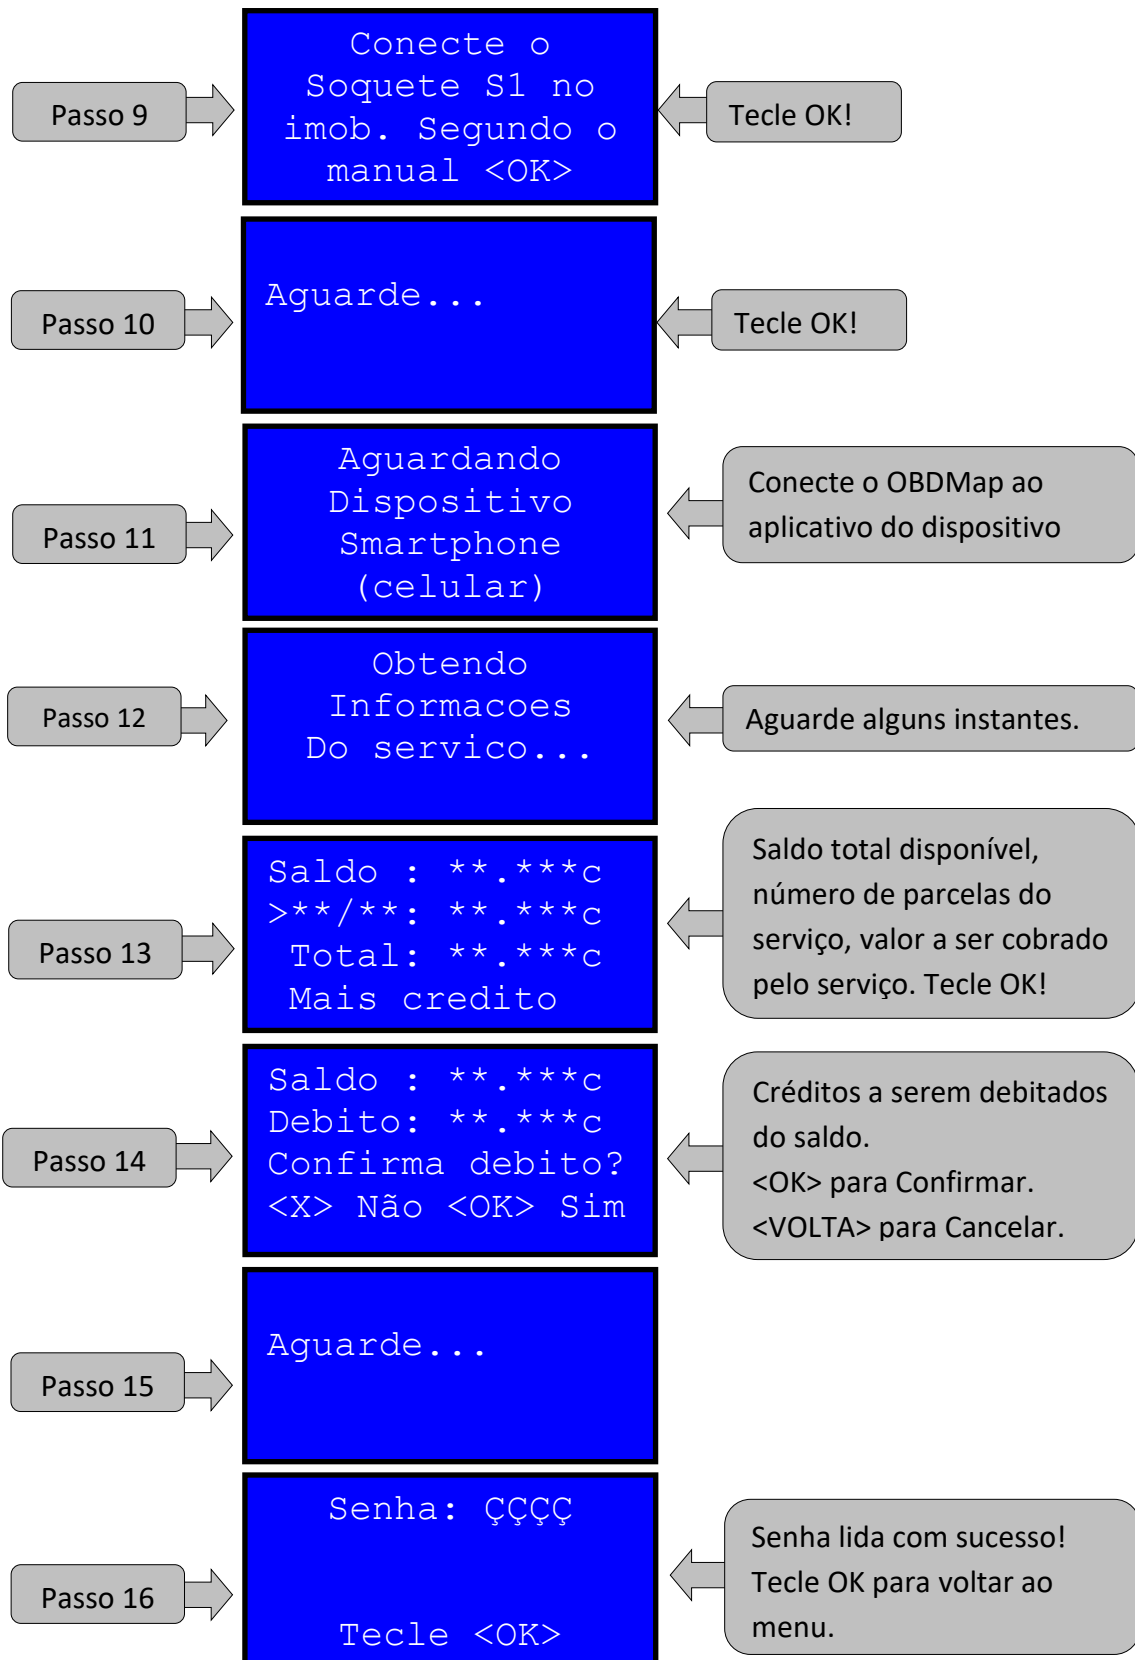 Passo 9
Conecte o
Soquete S1 no
imob. Segundo o
manual <OK>
Tecle OK!
Passo 10
Aguarde...
Tecle OK!
Passo 11
Aguardando
Dispositivo
Smartphone
(celular)
Conecte o OBDMap ao
aplicativo do dispositivo
Passo 12
Obtendo
Informacoes
Do servico...
Aguarde alguns instantes.
Passo 13
Saldo : **.***c
>**/**: **.***c
Total: **.***c
Mais credito
Saldo total disponível,
número de parcelas do
serviço, valor a ser cobrado
pelo serviço. Tecle OK!
Passo 14
Saldo : **.***c
Debito: **.***c
Confirma debito?
<X> Não <OK> Sim
Créditos a serem debitados
do saldo.
<OK> para Confirmar.
<VOLTA> para Cancelar.
Passo 15
Aguarde...
Passo 16
Senha: ÇÇÇÇ
Tecle <OK>
Senha lida com sucesso!
Tecle OK para voltar ao
menu.